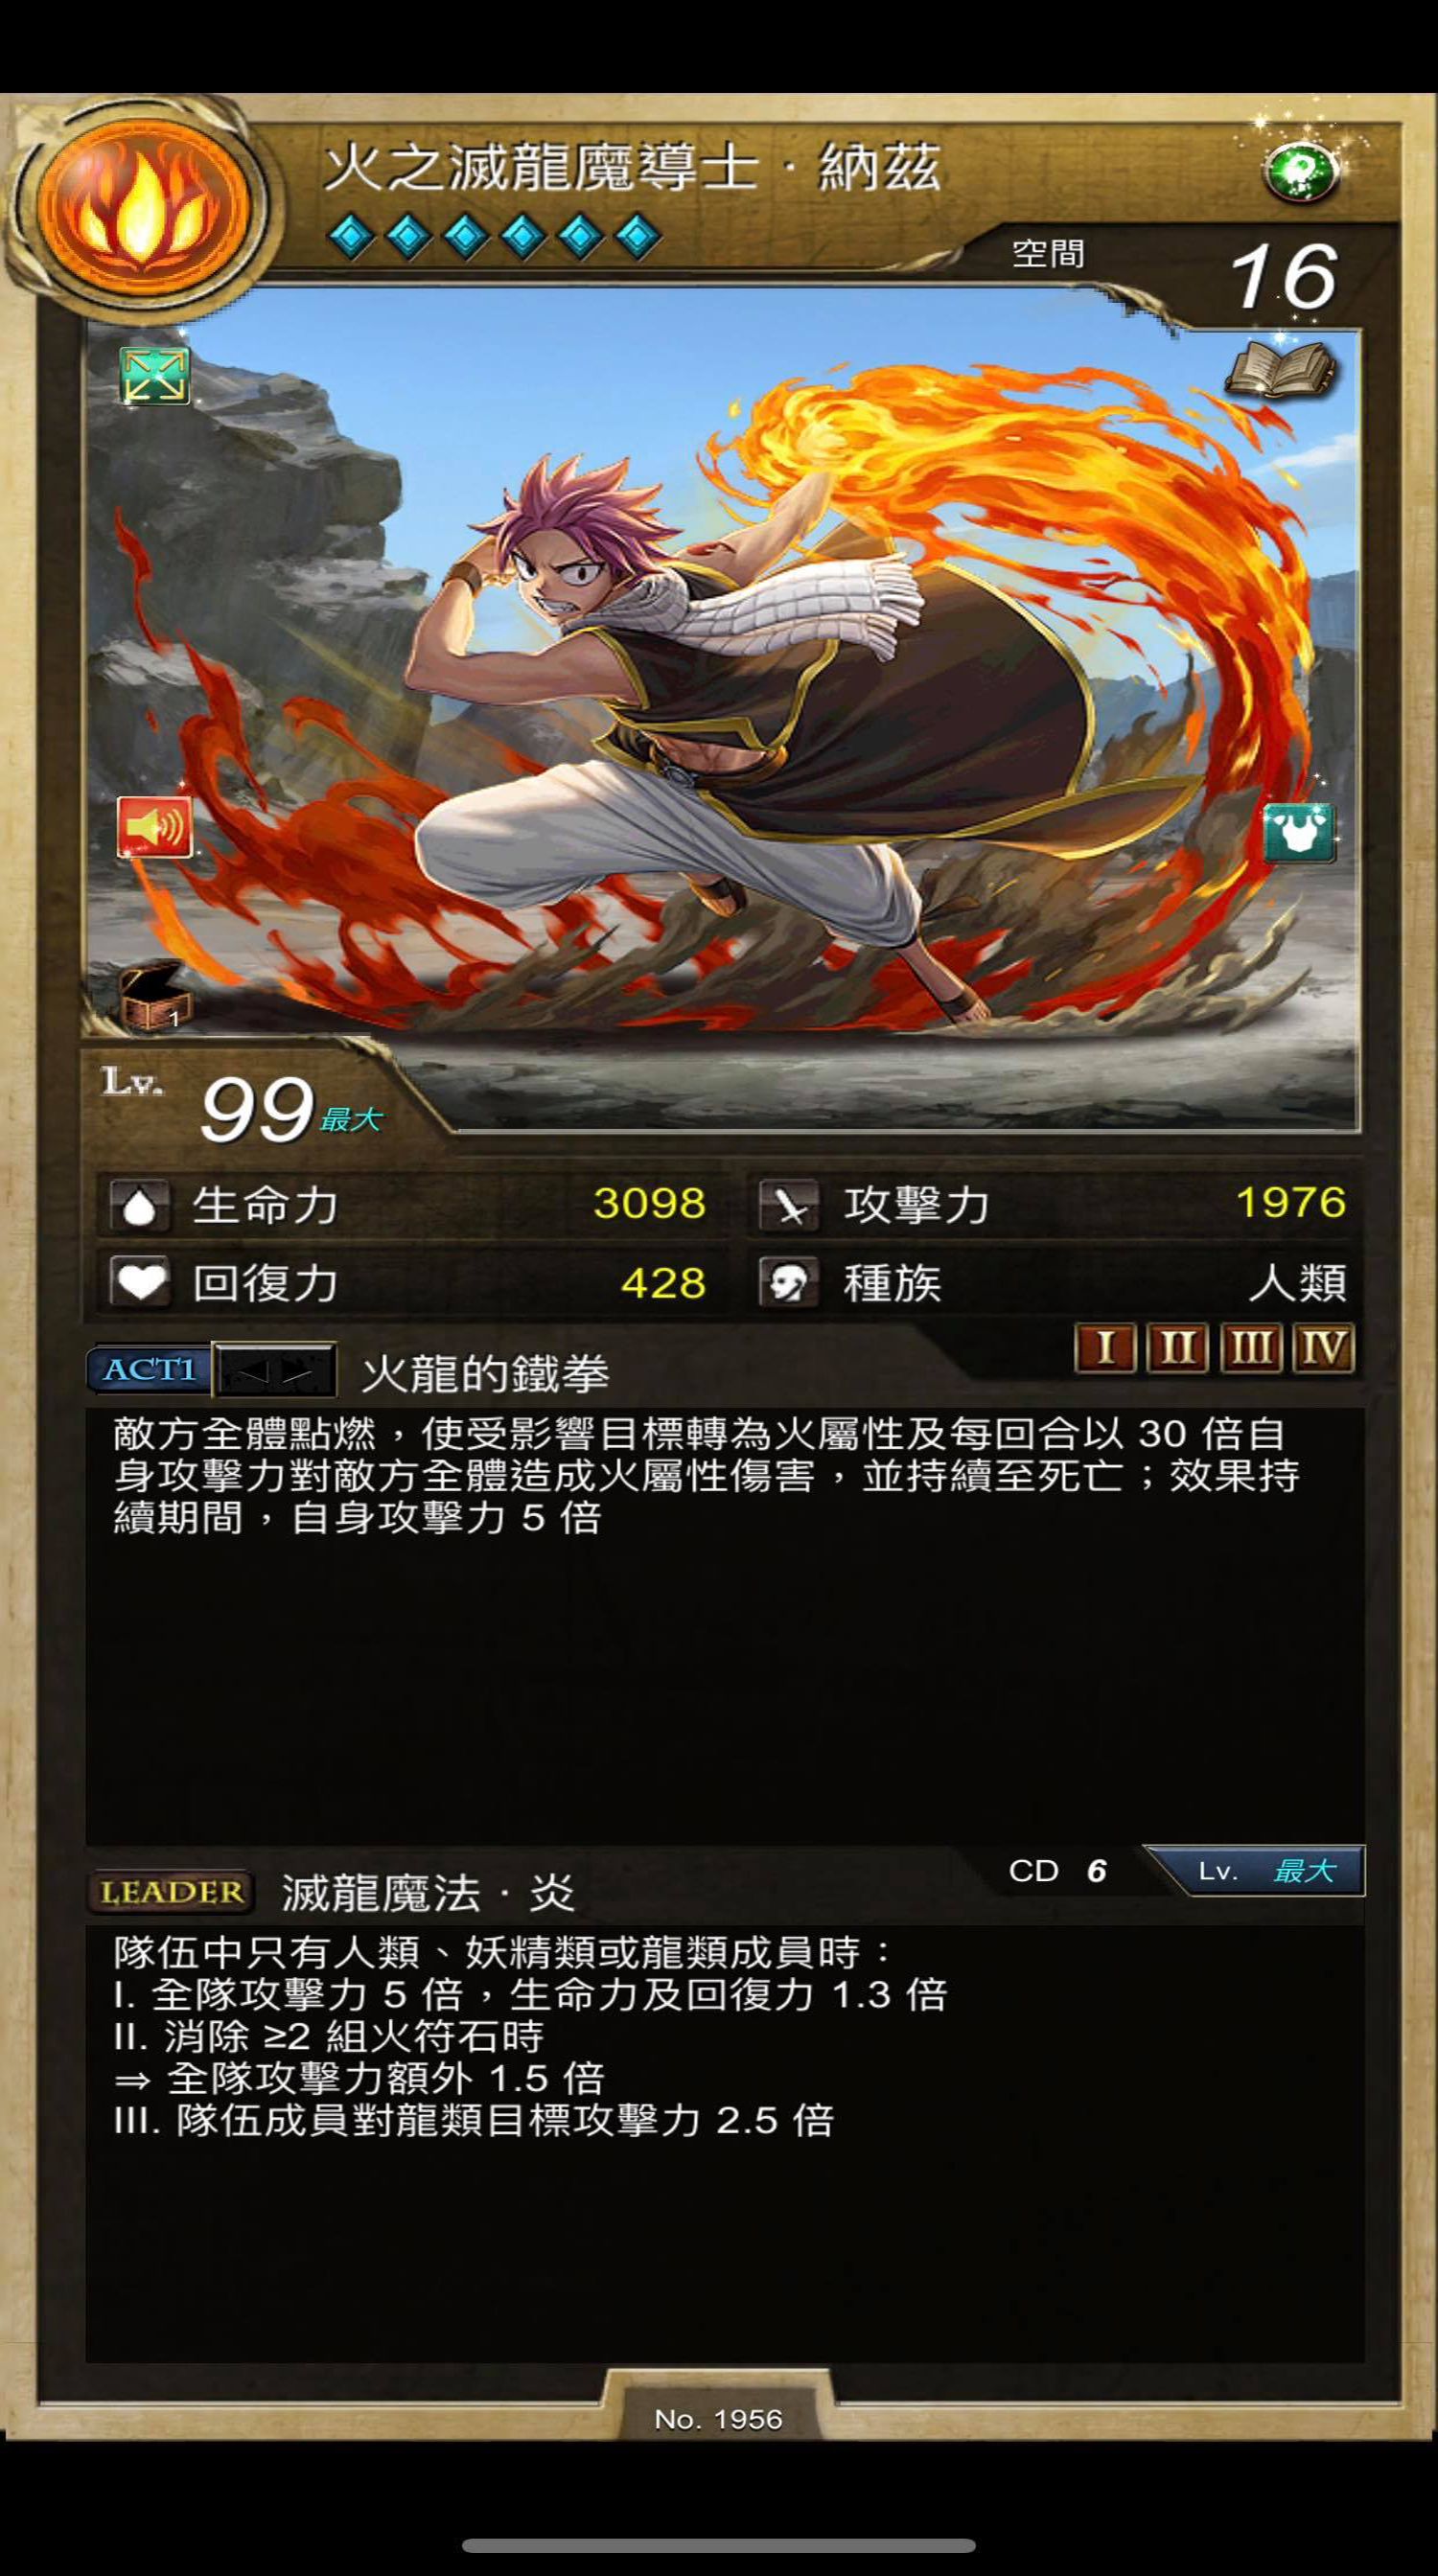 火之滅龍魔導士．納茲
空間 16
1
Lv. 99 最大
生命力 3098 攻擊力 1976
回復力 428 種族 人類
I II III IV
ACT1 火龍的鐵拳
敵方全體點燃，使受影響目標轉為火屬性及每回合以 30 倍自
身攻擊力對敵方全體造成火屬性傷害，並持續至死亡；效果持
續期間，自身攻擊力 5 倍
CD 6 Lv. 最大
LEADER 滅龍魔法．炎
隊伍中只有人類、妖精類或龍類成員時：
I. 全隊攻擊力 5 倍，生命力及回復力 1.3 倍
II. 消除 ≥2 組火符石時
⇒ 全隊攻擊力額外 1.5 倍
III. 隊伍成員對龍類目標攻擊力 2.5 倍
No. 1956